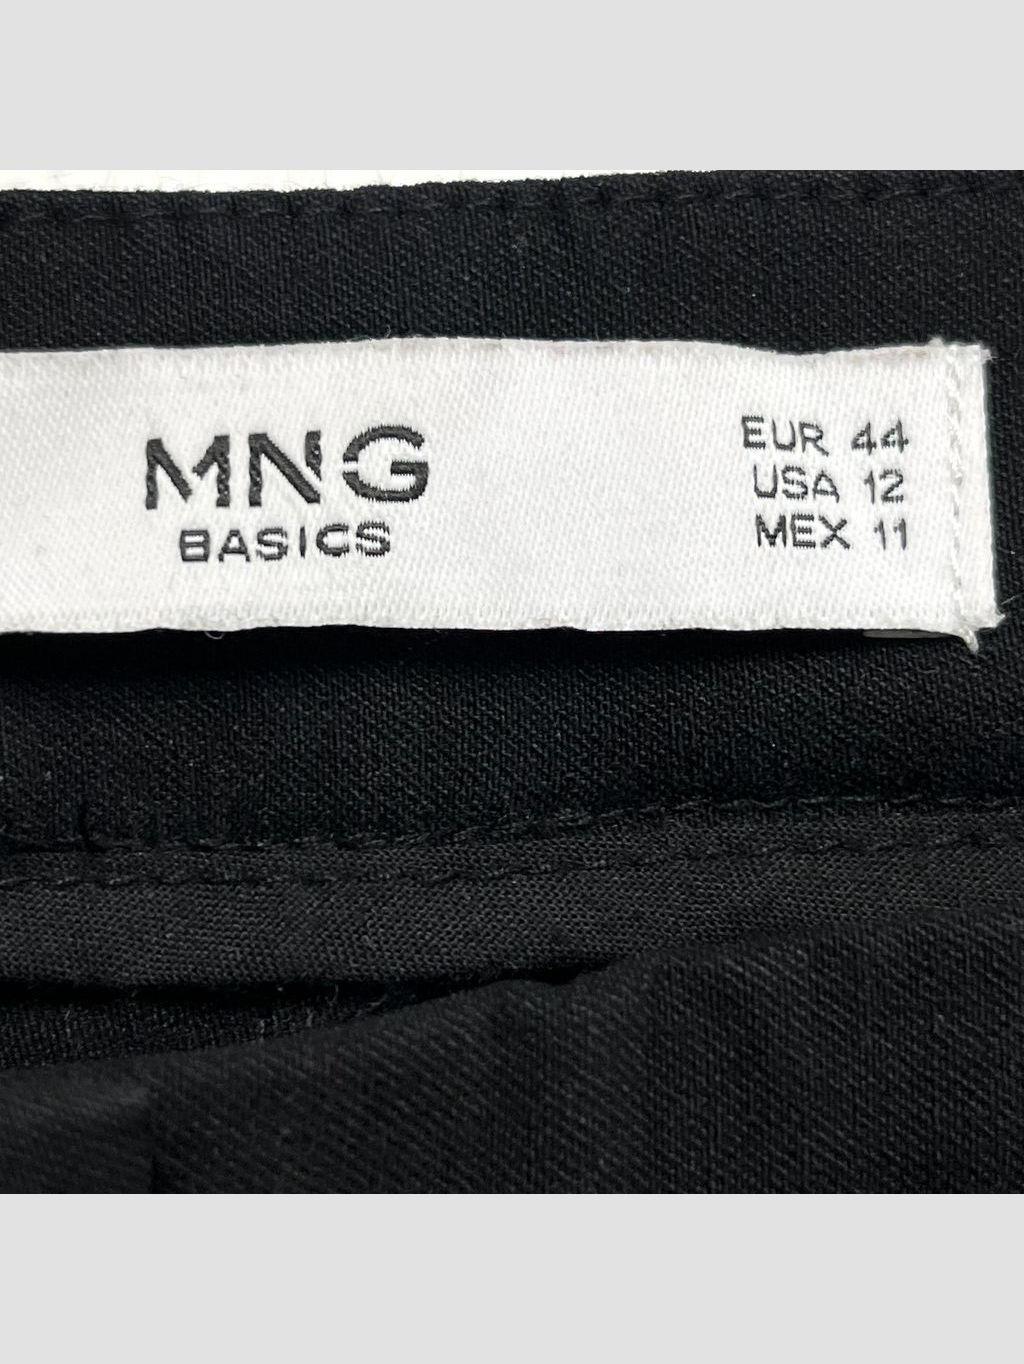 MNG
BASICS
EUR 44
USA 12
MEX 11